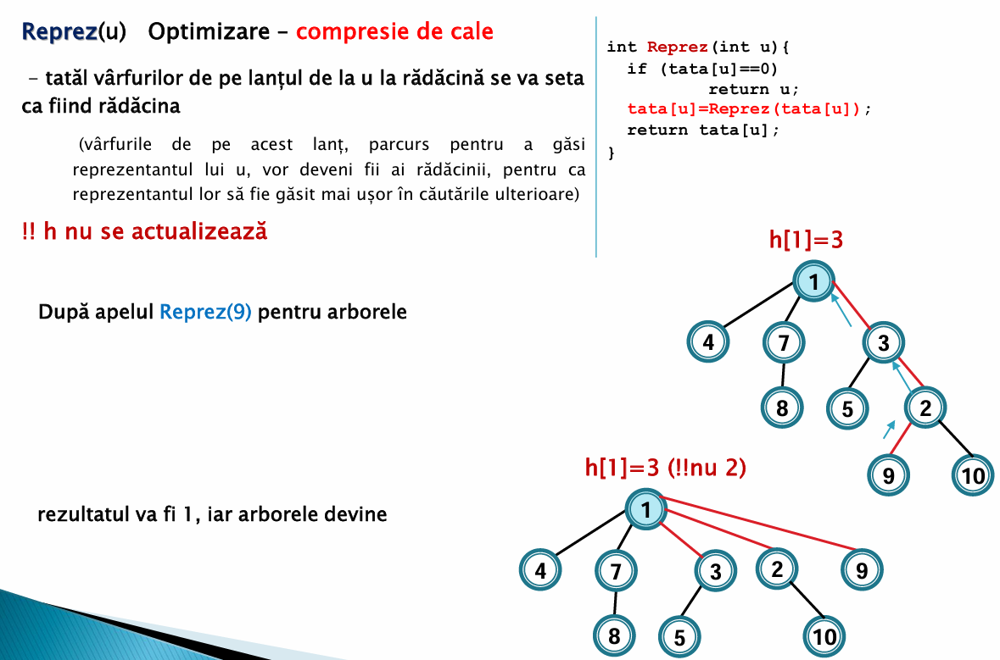 Reprez(u) Optimizare – compresie de cale
– tatăl vârfurilor de pe lanțul de la u la rădăcină se va seta
ca fiind rădăcina
(vârfurile de pe acest lanț, parcurs pentru a găsi
reprezentantul lui u, vor deveni fii ai rădăcinii, pentru ca
reprezentantul lor să fie găsit mai ușor în căutările ulterioare)
!! h nu se actualizează
int Reprez(int u){
if (tata[u]==0)
return u;
tata[u]=Reprez(tata[u]);
return tata[u];
}
După apelul Reprez(9) pentru arborele
h[1]=3
1
4 7 3
8 5 2
9 10
rezultatul va fi 1, iar arborele devine
h[1]=3 (!!nu 2)
1
4 7 3 2 9
8 5 10